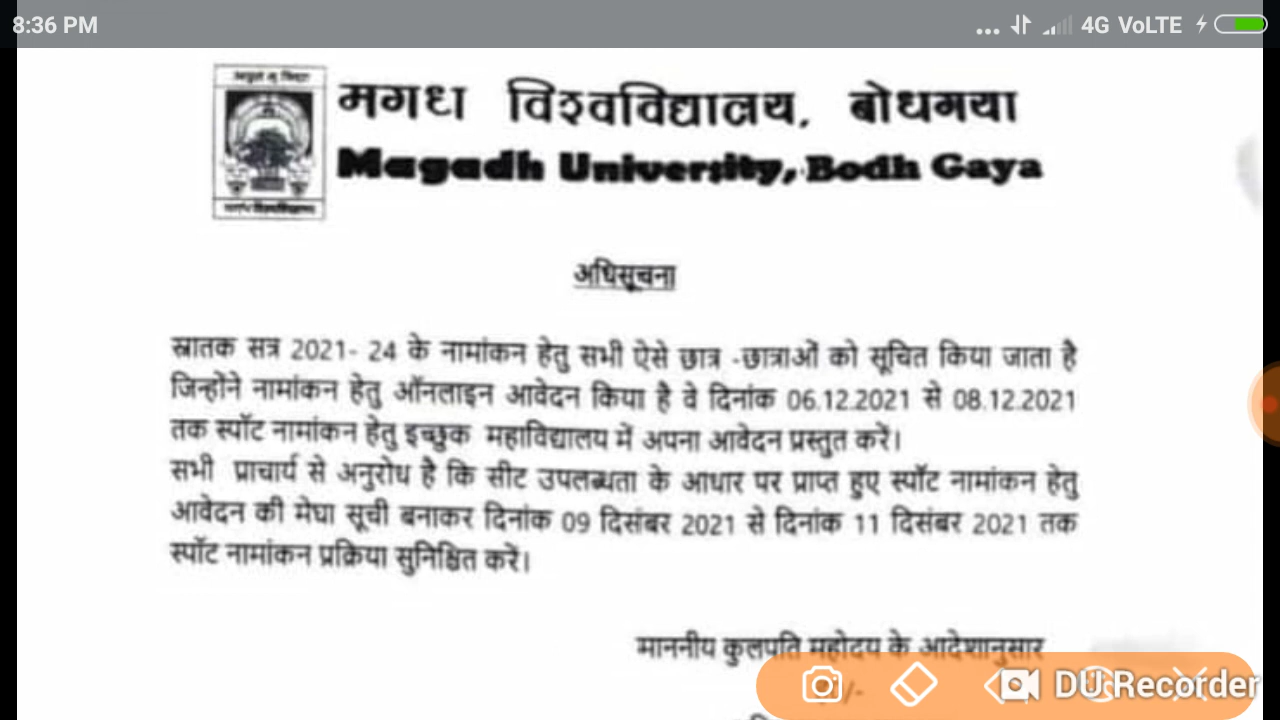 8:36 PM
... 4G VoLTE
मगध विश्वविद्यालय, बोधगया
Magadh University, Bodh Gaya
अधिसूचना
स्नातक सत्र 2021- 24 के नामांकन हेतु सभी ऐसे छात्र -छात्राओं को सूचित किया जाता है
जिन्होंने नामांकन हेतु ऑनलाइन आवेदन किया है वे दिनांक 06.12.2021 से 08.12.2021
तक स्पॉट नामांकन हेतु इच्छुक महाविद्यालय में अपना आवेदन प्रस्तुत करें।
सभी प्राचार्य से अनुरोध है कि सीट उपलब्धता के आधार पर प्राप्त हुए स्पॉट नामांकन हेतु
आवेदन की मेघा सूची बनाकर दिनांक 09 दिसंबर 2021 से दिनांक 11 दिसंबर 2021 तक
स्पॉट नामांकन प्रक्रिया सुनिश्चित करें।
माननीय कुलपति महोदय के आदेशानुसार
DU Recorder